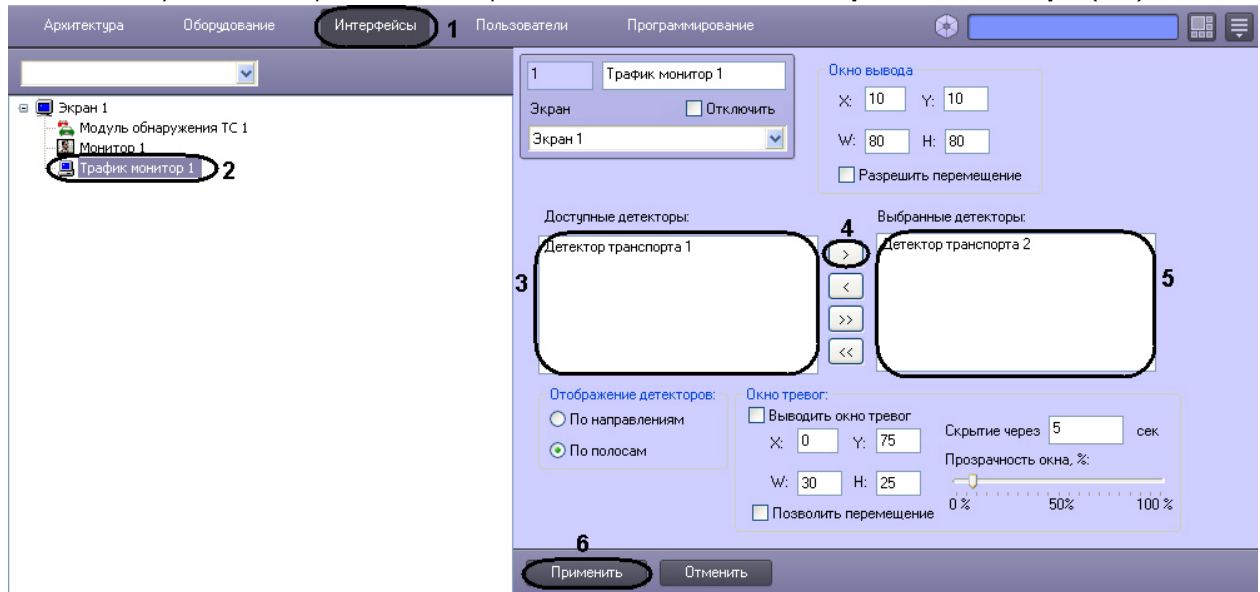 Архитектура Оборудование Интерфейсы 1 Пользователи Программирование
Экран 1
Модуль обнаружения ТС 1
Монитор 1
Трафик монитор 1 2
1 Трафик монитор 1
Экран Отключить
Экран 1
Окно вывода
X: 10 Y: 10
W: 80 H: 80
Разрешить перемещение
Доступные детекторы:
Детектор транспорта 1
3
4
>
<
>>
<<
Выбранные детекторы:
Детектор транспорта 2
5
Отображение детекторов:
По направлениям
По полосам
Окно тревог:
Выводить окно тревог
X: 0 Y: 75
W: 30 H: 25
Позволить перемещение
Скрытие через 5 сек
Прозрачность окна, %:
0 % 50% 100 %
6
Применить Отменить